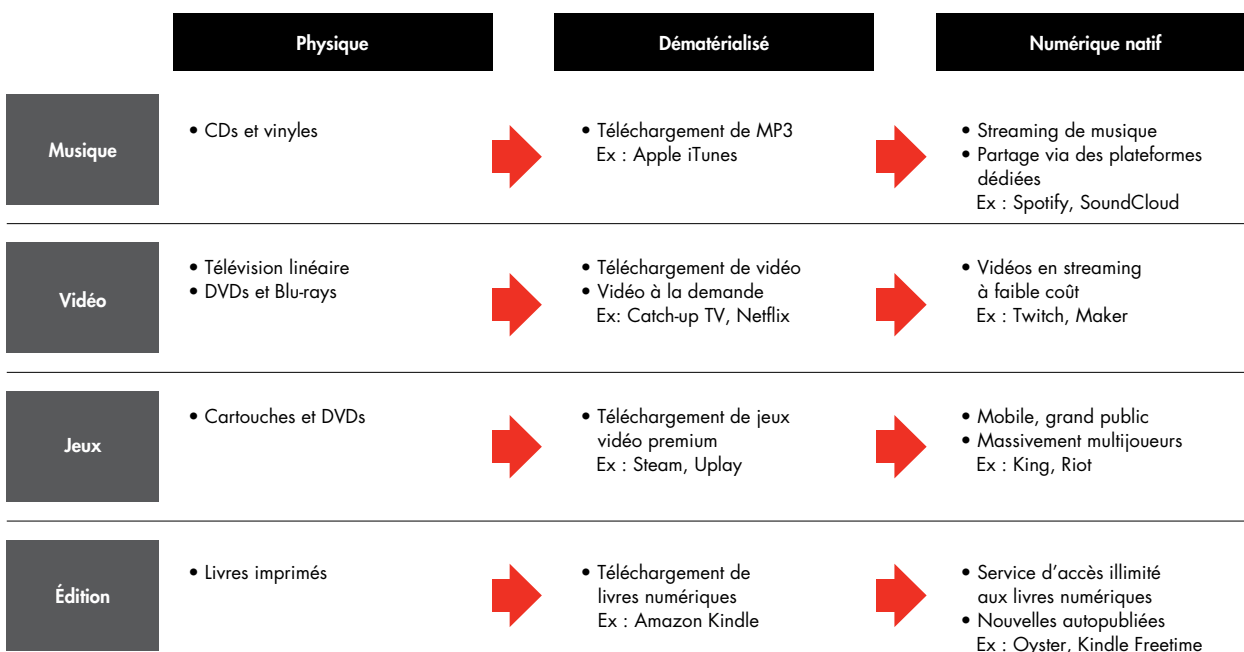 Physique
Dématérialisé
Numérique natif
Musique
• CDs et vinyles
• Téléchargement de MP3
Ex : Apple iTunes
• Streaming de musique
• Partage via des plateformes
dédiées
Ex : Spotify, SoundCloud
Vidéo
• Télévision linéaire
• DVDs et Blu-rays
• Téléchargement de vidéo
• Vidéo à la demande
Ex: Catch-up TV, Netflix
• Vidéos en streaming
à faible coût
Ex : Twitch, Maker
Jeux
• Cartouches et DVDs
• Téléchargement de jeux
vidéo premium
Ex : Steam, Uplay
• Mobile, grand public
• Massivement multijoueurs
Ex : King, Riot
Édition
• Livres imprimés
• Téléchargement de
livres numériques
Ex : Amazon Kindle
• Service d'accès illimité
aux livres numériques
• Nouvelles autopubliées
Ex : Oyster, Kindle Freetime